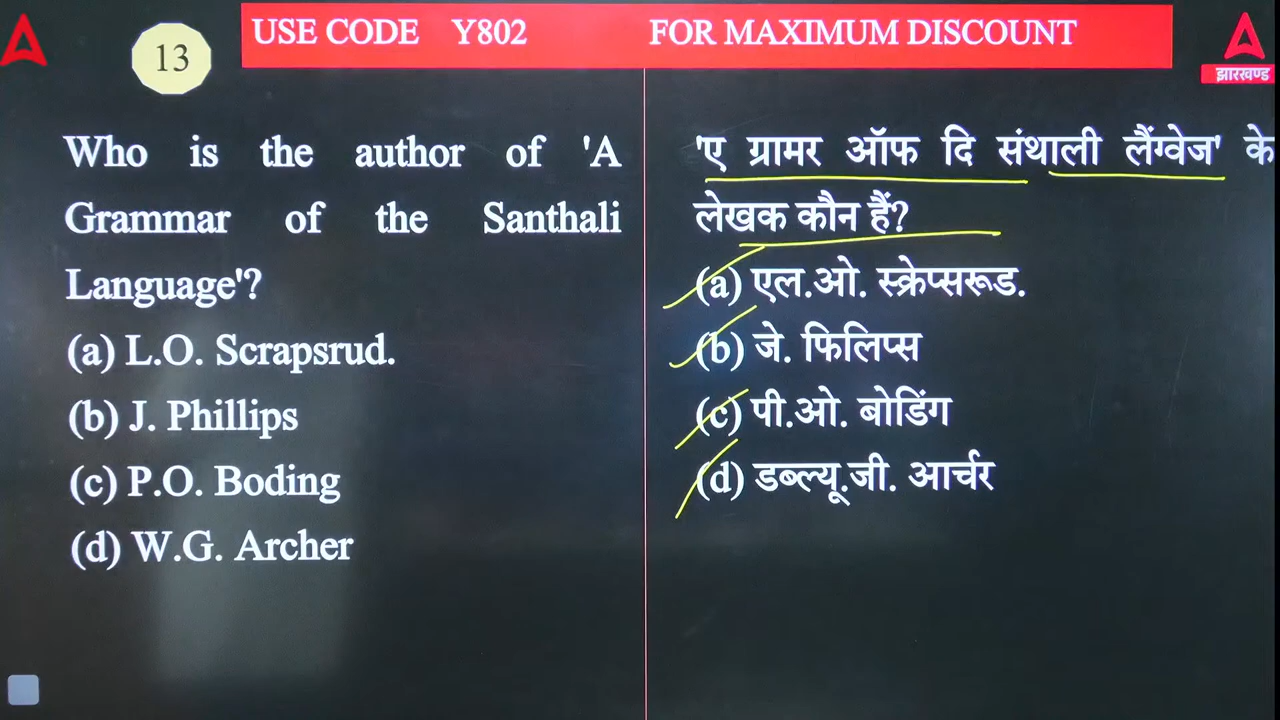 USE CODE Y802 FOR MAXIMUM DISCOUNT
झारखण्ड
13
Who is the author of 'A
Grammar of the Santhali
Language'?
(a) L.O. Scrapsrud.
(b) J. Phillips
(c) P.O. Boding
(d) W.G. Archer
'ए ग्रामर ऑफ दि संथाली लैंग्वेज' के
लेखक कौन हैं?
(a) एल.ओ. स्क्रेप्सरूड.
(b) जे. फिलिप्स
(c) पी.ओ. बोडिंग
(d) डब्ल्यू.जी. आर्चर